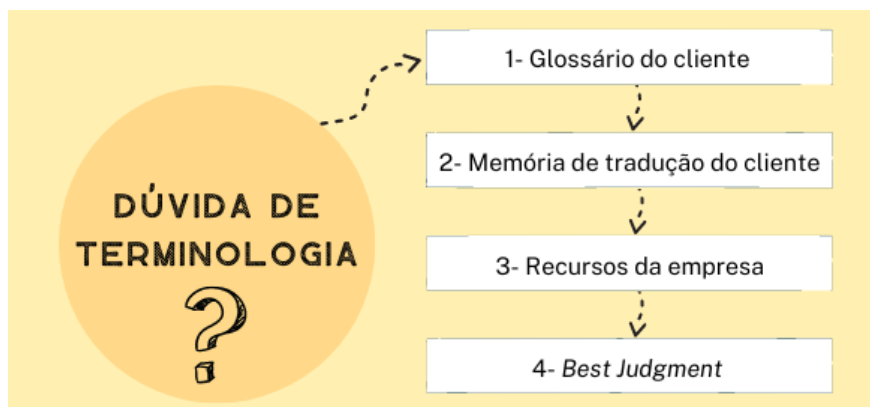 DÚVIDA DE
TERMINOLOGIA
?
1- Glossário do cliente
2- Memória de tradução do cliente
3- Recursos da empresa
4- Best Judgment